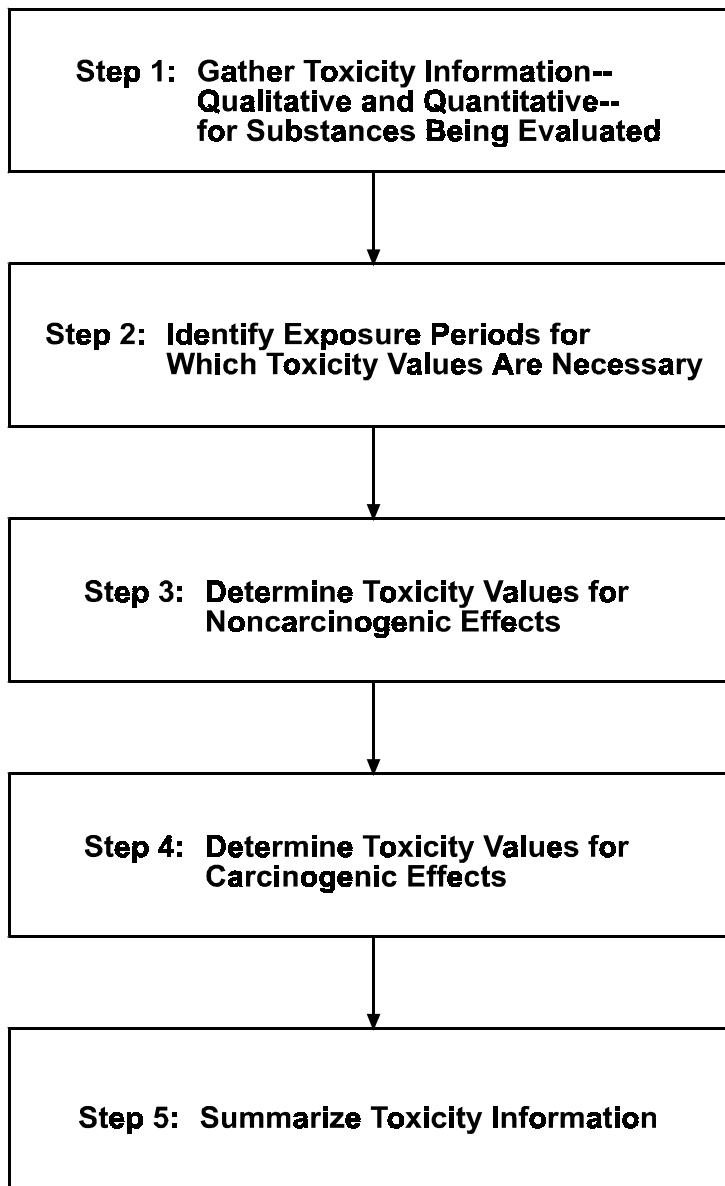 Step 1: Gather Toxicity Information--
Qualitative and Quantitative--
for Substances Being Evaluated
Step 2: Identify Exposure Periods for
Which Toxicity Values Are Necessary
Step 3: Determine Toxicity Values for
Noncarcinogenic Effects
Step 4: Determine Toxicity Values for
Carcinogenic Effects
Step 5: Summarize Toxicity Information